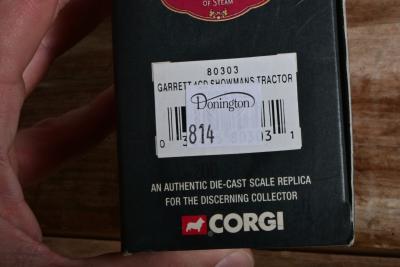 OF STEAM
80303
GARRETT 4CD SHOWMANS TRACTOR
Donington
814
AN AUTHENTIC DIE-CAST SCALE REPLICA
FOR THE DISCERNING COLLECTOR
CORGI